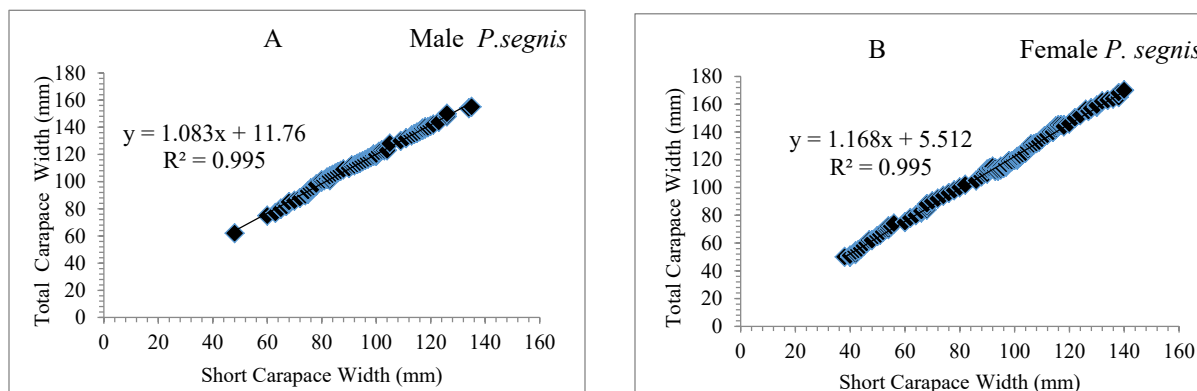 A Male P.segnis
Total Carapace Width (mm)
180
160
140
120
100
80
60
40
20
0
y = 1.083x + 11.76
R² = 0.995
0 20 40 60 80 100 120 140 160
Short Carapace Width (mm)
B Female P. segnis
Total Carapace Width (mm)
180
160
140
120
100
80
60
40
20
0
y = 1.168x + 5.512
R² = 0.995
0 20 40 60 80 100 120 140 160
Short Carapace Width (mm)